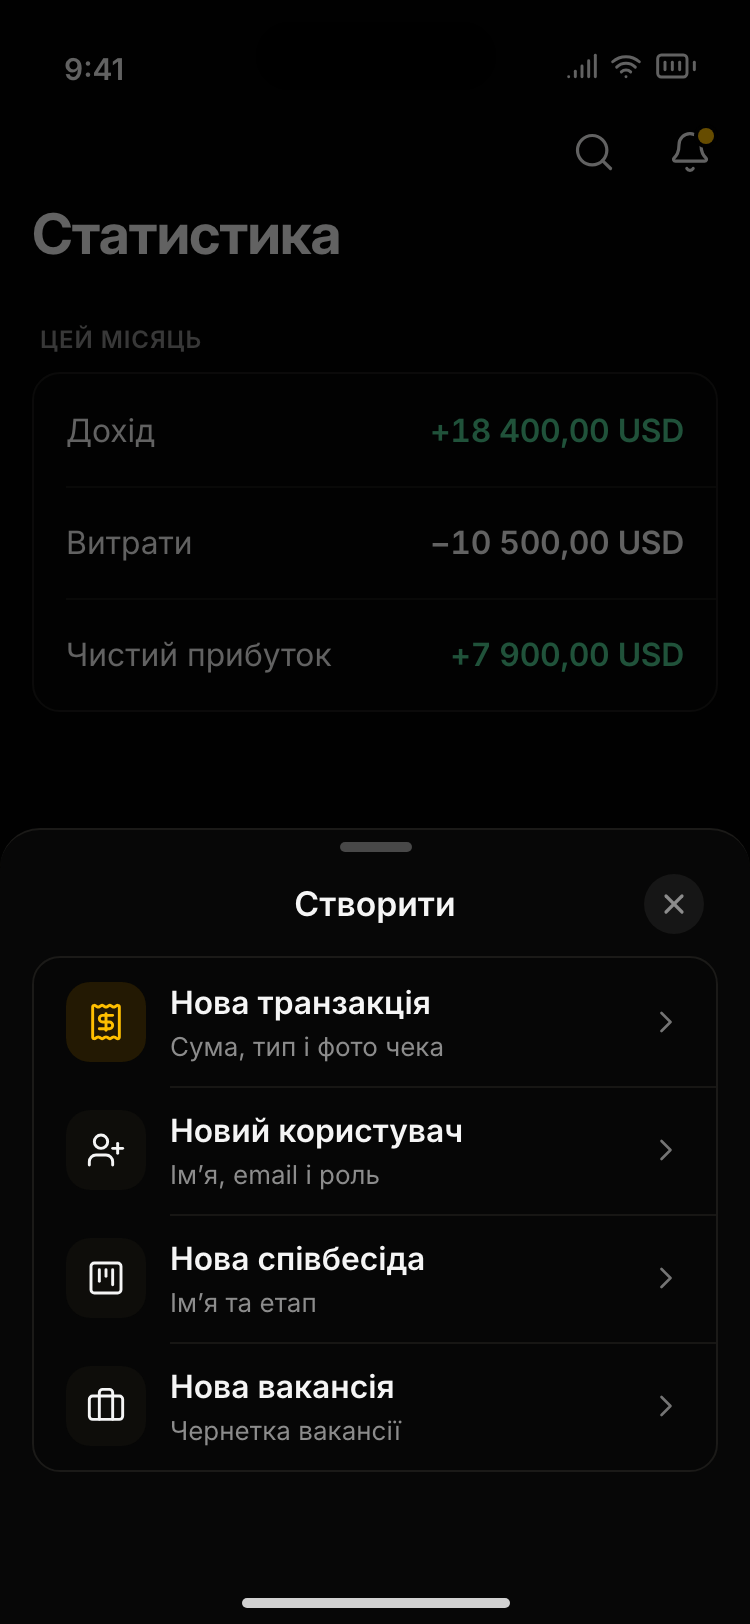 9:41
Статистика
ЦЕЙ МІСЯЦЬ
Дохід +18 400,00 USD
Витрати −10 500,00 USD
Чистий прибуток +7 900,00 USD
Створити
Нова транзакція
Сума, тип і фото чека
Новий користувач
Ім’я, email і роль
Нова співбесіда
Ім’я та етап
Нова вакансія
Чернетка вакансії